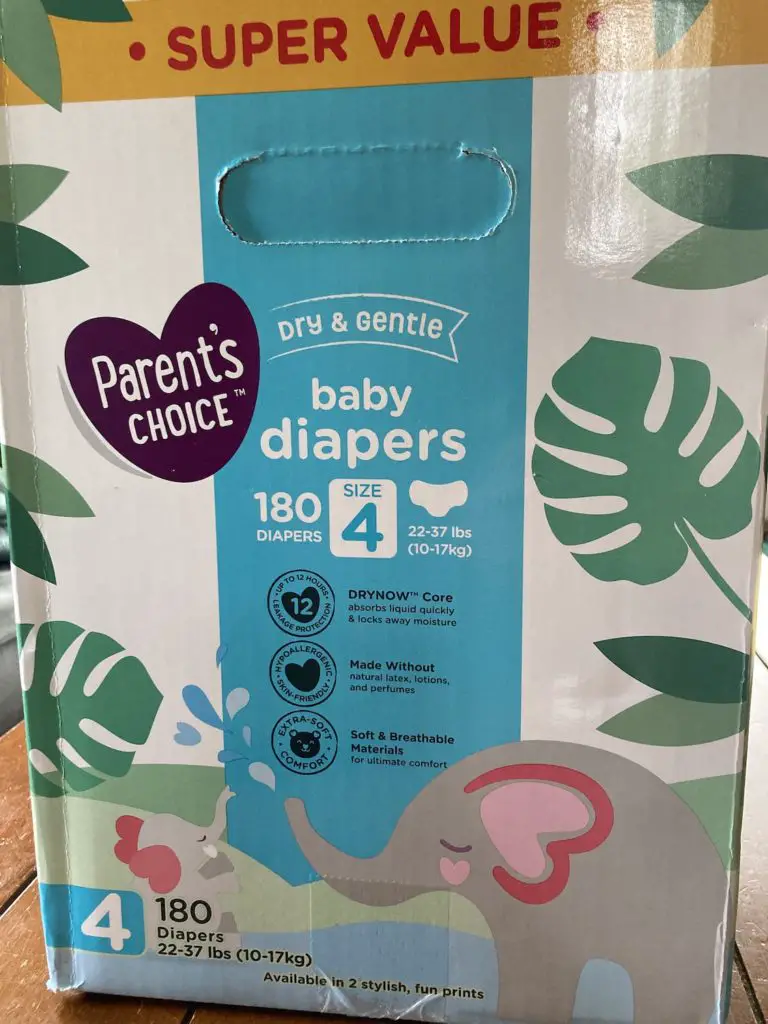 • SUPER VALUE •
Parent's
CHOICE™
Dry & Gentle
baby
diapers
180
DIAPERS
SIZE
4
22-37 lbs
(10-17kg)
• UP TO 12 HOURS •
LEAKAGE PROTECTION
12
DRYNOW™ Core
absorbs liquid quickly
& locks away moisture
• HYPOALLERGENIC •
SKIN-FRIENDLY
Made Without
natural latex, lotions,
and perfumes
• EXTRA-SOFT •
COMFORT
Soft & Breathable
Materials
for ultimate comfort
4
180
Diapers
22-37 lbs (10-17kg)
Available in 2 stylish, fun prints